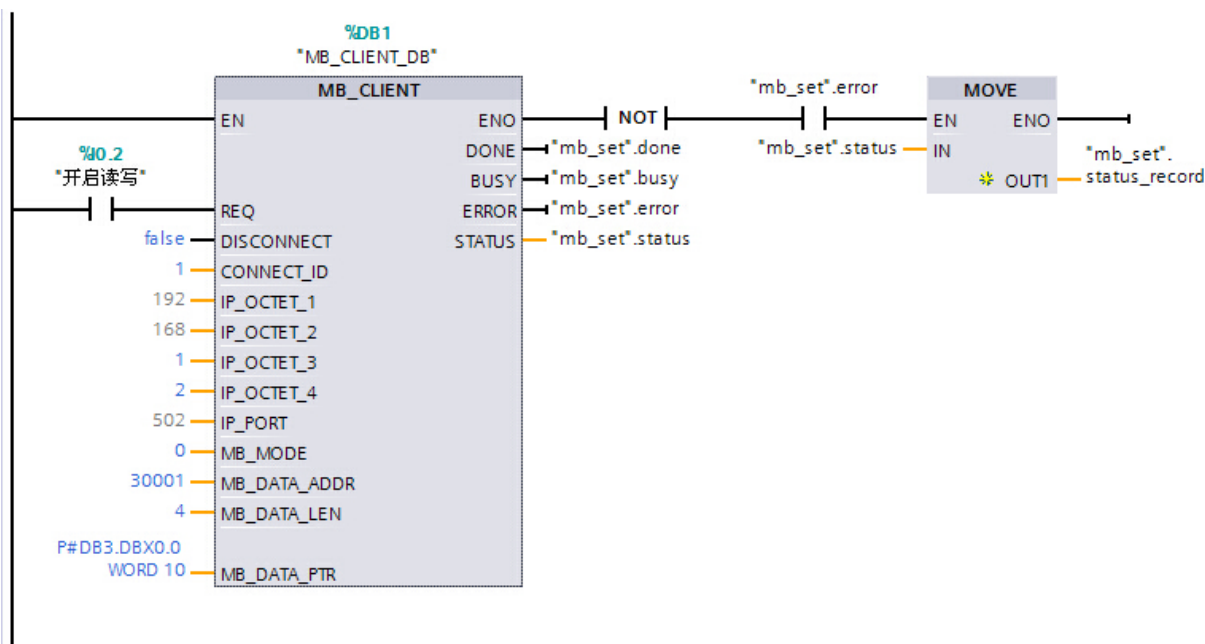 %DB1
"MB_CLIENT_DB"
MB_CLIENT
EN
ENO
NOT
"mb_set".error
MOVE
EN
ENO
%I0.2
"开启读写"
REQ
DONE
"mb_set".done
BUSY
"mb_set".busy
ERROR
"mb_set".error
"mb_set".status
IN
OUT1
"mb_set".
status_record
false
DISCONNECT
STATUS
"mb_set".status
1
CONNECT_ID
192
IP_OCTET_1
168
IP_OCTET_2
1
IP_OCTET_3
2
IP_OCTET_4
502
IP_PORT
0
MB_MODE
30001
MB_DATA_ADDR
4
MB_DATA_LEN
P#DB3.DBX0.0
WORD 10
MB_DATA_PTR